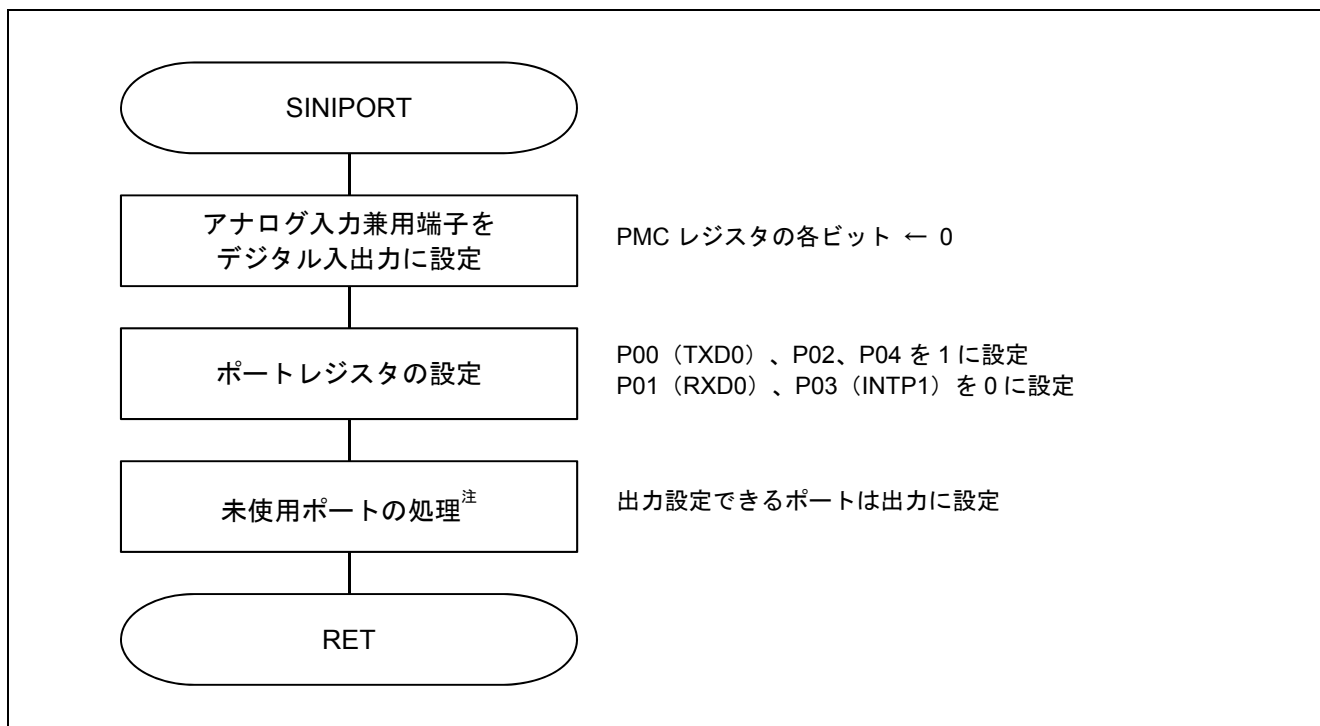 SINIPORT
アナログ入力兼用端子を
デジタル入出力に設定
PMC レジスタの各ビット ← 0
ポートレジスタの設定
P00（TXD0）、P02、P04 を 1 に設定
P01（RXD0）、P03（INTP1）を 0 に設定
未使用ポートの処理注
出力設定できるポートは出力に設定
RET